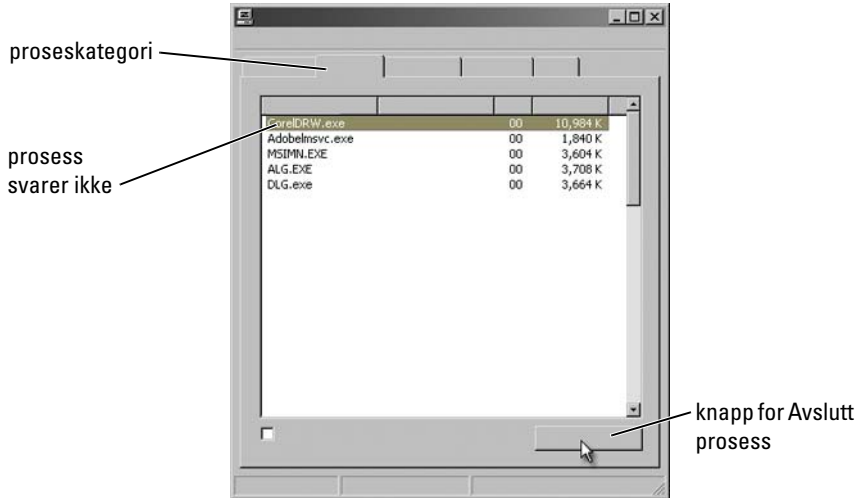 proseskategori
CorelDRW.exe 00 10,984 K
Adobelmsvc.exe 00 1,840 K
MSIMN.EXE 00 3,604 K
ALG.EXE 00 3,708 K
DLG.exe 00 3,664 K
prosess
svarer ikke
knapp for Avslutt
prosess